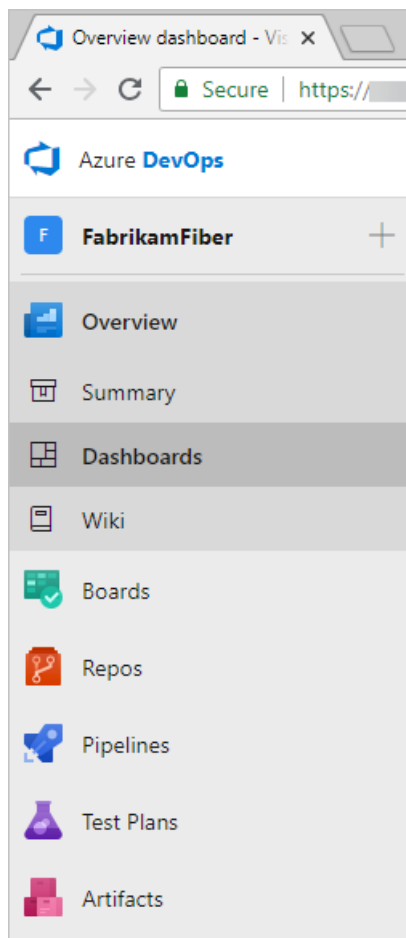 Overview dashboard - Vis
Secure | https://
Azure DevOps
F FabrikamFiber
Overview
Summary
Dashboards
Wiki
Boards
Repos
Pipelines
Test Plans
Artifacts